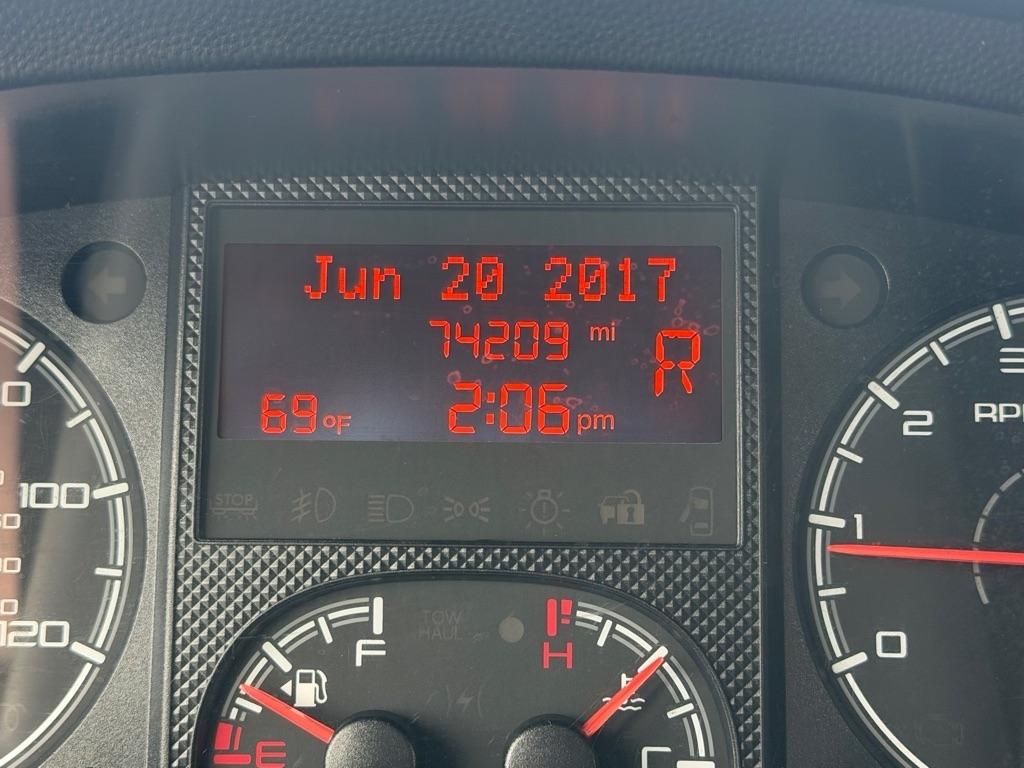 Jun 20 2017
74209 mi
R
69°F 2:06 pm
STOP
100
120
2
RPM
1
0
TOW
HAUL
F
E
H
C